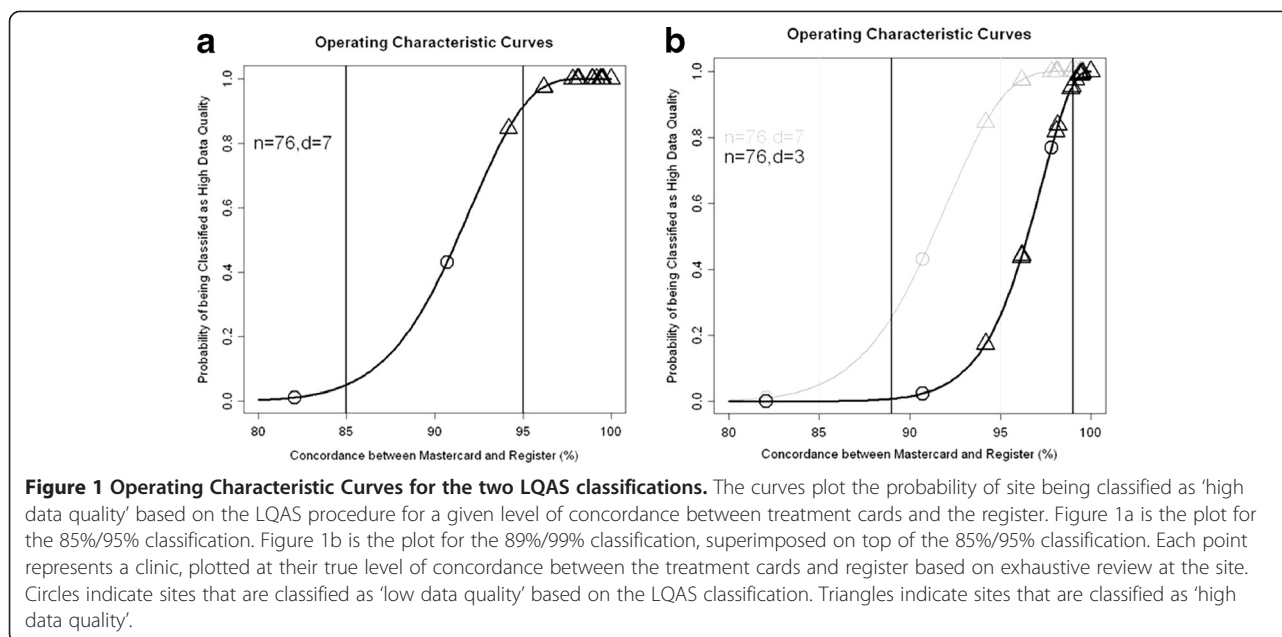 a
Operating Characteristic Curves
Probability of being Classified as High Data Quality
1.0
0.8
0.6
0.4
0.2
0.0
n=76,d=7
80 85 90 95 100
Concordance between Mastercard and Register (%)
b
Operating Characteristic Curves
Probability of being Classified as High Data Quality
1.0
0.8
0.6
0.4
0.2
0.0
n=76,d=7
n=76,d=3
80 85 90 95 100
Concordance between Mastercard and Register (%)
Figure 1 Operating Characteristic Curves for the two LQAS classifications. The curves plot the probability of site being classified as ‘high
data quality’ based on the LQAS procedure for a given level of concordance between treatment cards and the register. Figure 1a is the plot for
the 85%/95% classification. Figure 1b is the plot for the 89%/99% classification, superimposed on top of the 85%/95% classification. Each point
represents a clinic, plotted at their true level of concordance between the treatment cards and register based on exhaustive review at the site.
Circles indicate sites that are classified as ‘low data quality’ based on the LQAS classification. Triangles indicate sites that are classified as ‘high
data quality’.